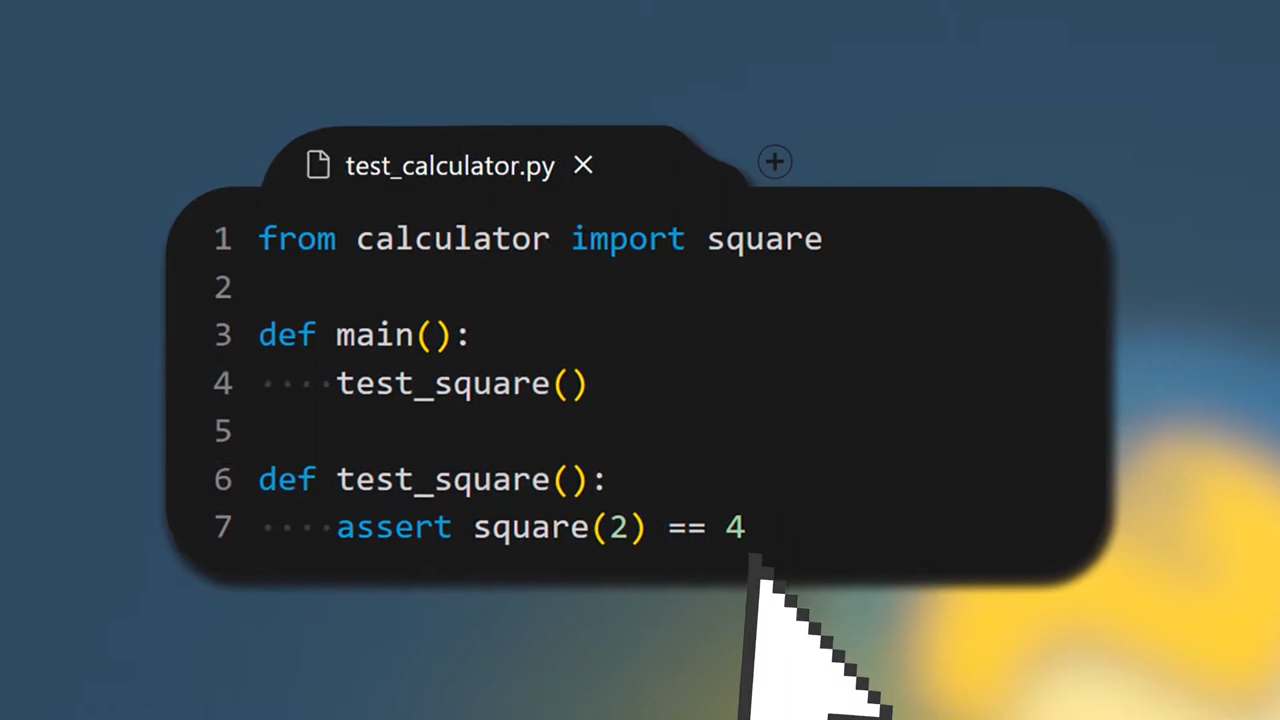 test_calculator.py
1 from calculator import square
2
3 def main():
4 ····test_square()
5
6 def test_square():
7 ····assert square(2) == 4